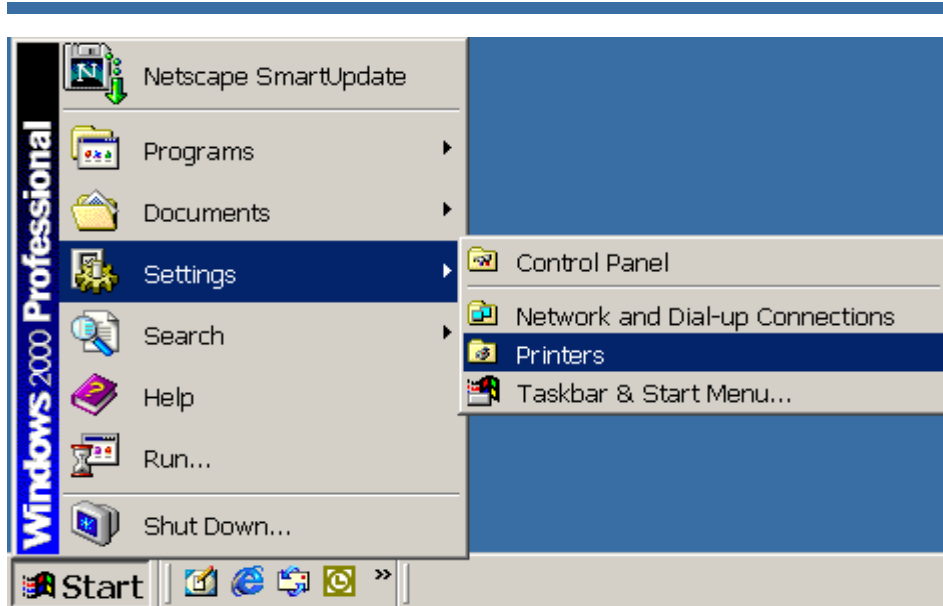 Windows 2000 Professional
Netscape SmartUpdate
Programs
Documents
Settings
Search
Help
Run...
Shut Down...
Control Panel
Network and Dial-up Connections
Printers
Taskbar & Start Menu...
Start
»